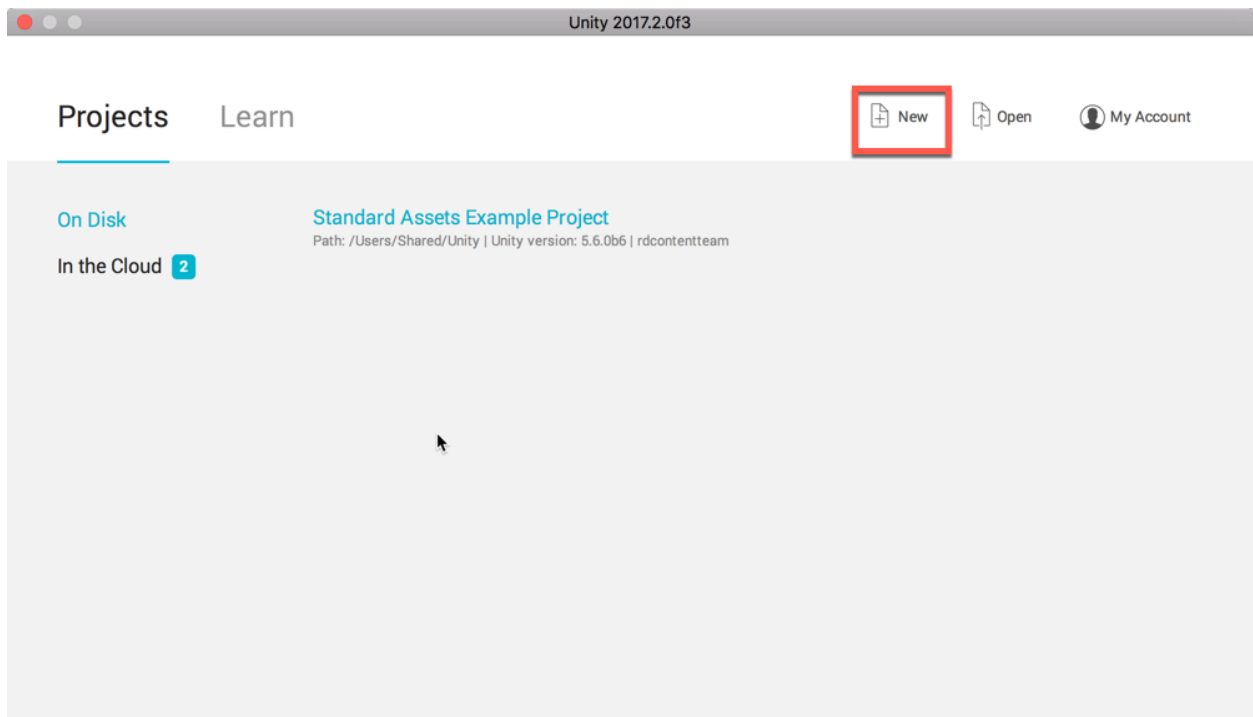 Unity 2017.2.0f3
Projects Learn New Open My Account
On Disk
In the Cloud 2
Standard Assets Example Project
Path: /Users/Shared/Unity | Unity version: 5.6.0b6 | rdcontentteam